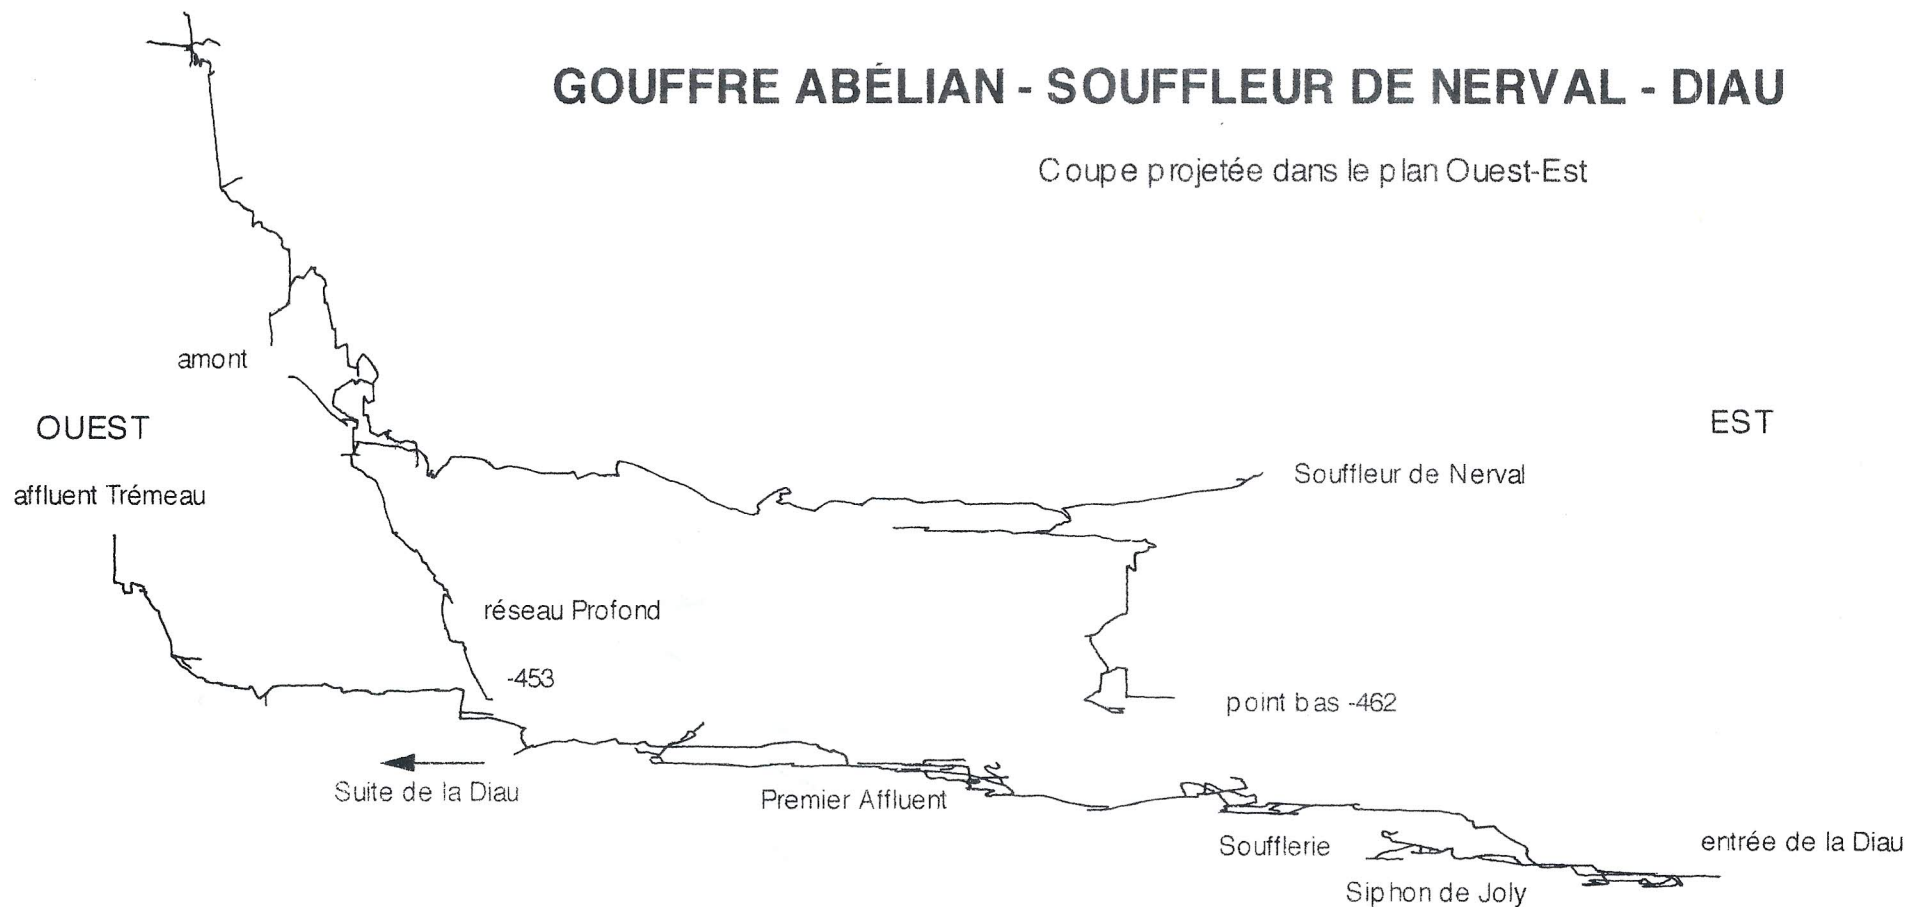 GOUFFRE ABÉLIAN - SOUFFLEUR DE NERVAL - DIAU
Coupe projetée dans le plan Ouest-Est
amont
OUEST
EST
Souffleur de Nerval
affluent Trémeau
réseau Profond
-453
point bas -462
Suite de la Diau
Premier Affluent
Soufflerie
entrée de la Diau
Siphon de Joly